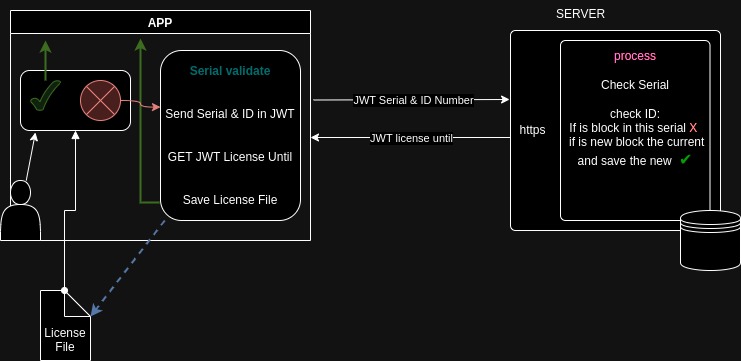 SERVER
APP
process
Serial validate
Check Serial
Send Serial & ID in JWT
JWT Serial & ID Number
check ID:
If is block in this serial X
if is new block the current
and save the new ✔
https
JWT license until
GET JWT License Until
Save License File
License
File